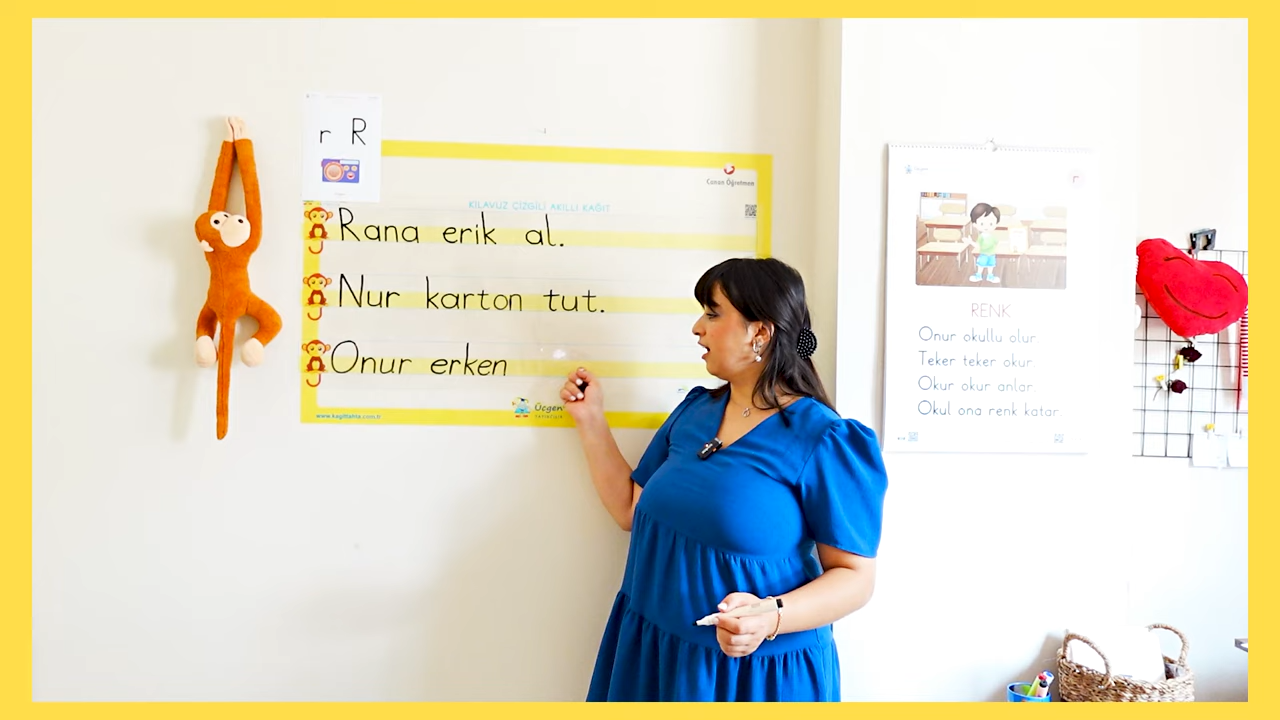 r R
Canan Öğretmen
KILAVUZ ÇİZGİLİ AKILLI KAĞIT
Rana erik al.
Nur karton tut.
Onur erken
www.kagittahta.com.tr
Üçgen
r
RENK
Onur okullu olur.
Teker teker okur.
Okur okur anlar.
Okul ona renk katar.